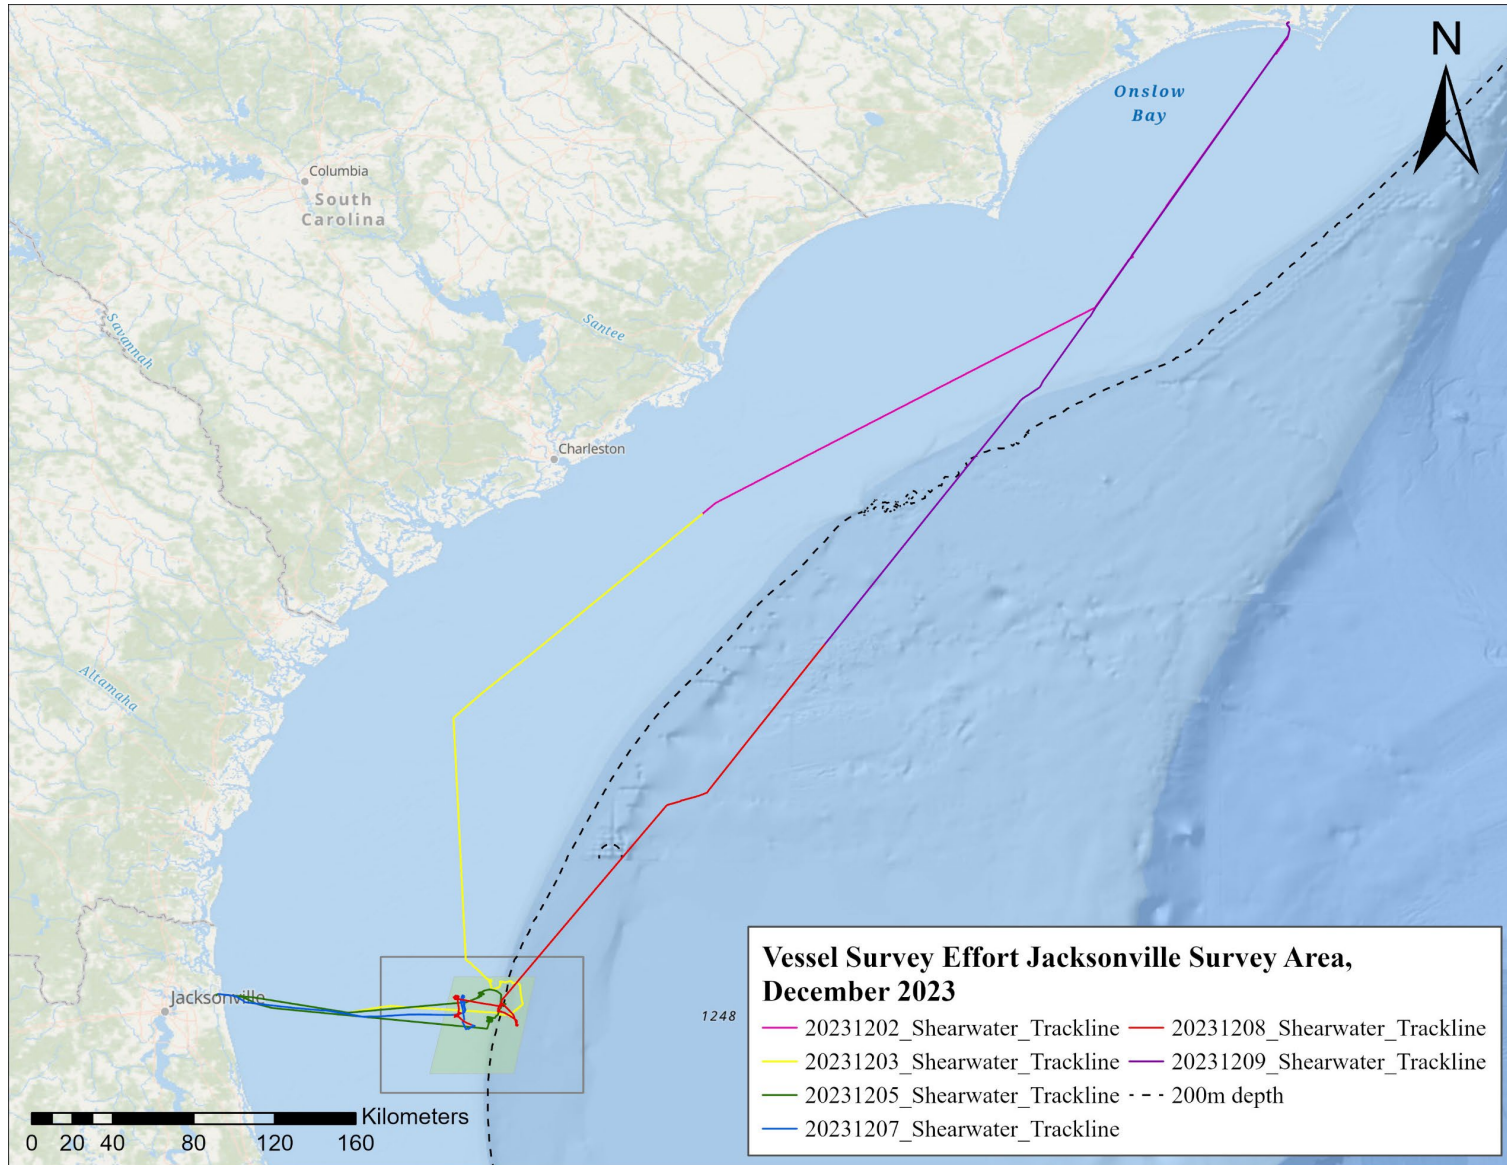 N
Onslow
Bay
Columbia
South
Carolina
Savannah
Santee
Charleston
Altamaha
Jacksonville
1248
Vessel Survey Effort Jacksonville Survey Area,
December 2023
20231202_Shearwater_Trackline
20231208_Shearwater_Trackline
20231203_Shearwater_Trackline
20231209_Shearwater_Trackline
20231205_Shearwater_Trackline
200m depth
20231207_Shearwater_Trackline
Kilometers
0 20 40 80 120 160